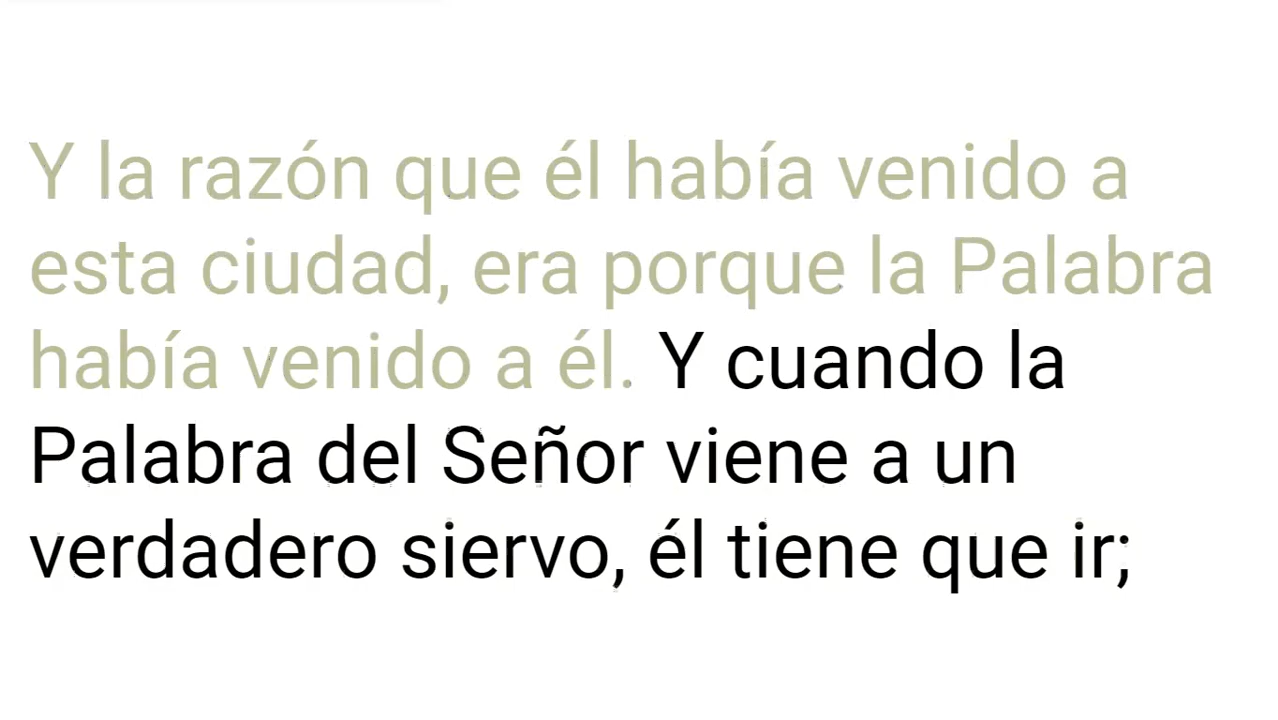 Y la razón que él había venido a
esta ciudad, era porque la Palabra
había venido a él. Y cuando la
Palabra del Señor viene a un
verdadero siervo, él tiene que ir;